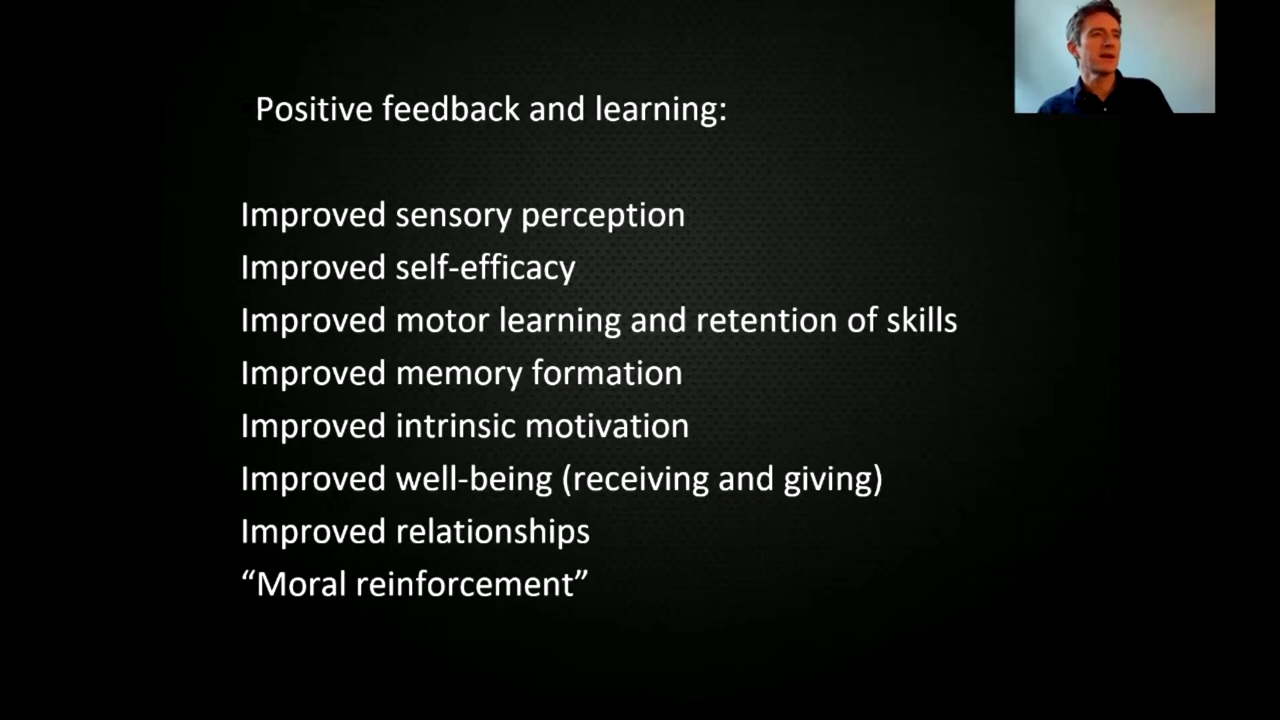 Positive feedback and learning:
Improved sensory perception
Improved self-efficacy
Improved motor learning and retention of skills
Improved memory formation
Improved intrinsic motivation
Improved well-being (receiving and giving)
Improved relationships
“Moral reinforcement”